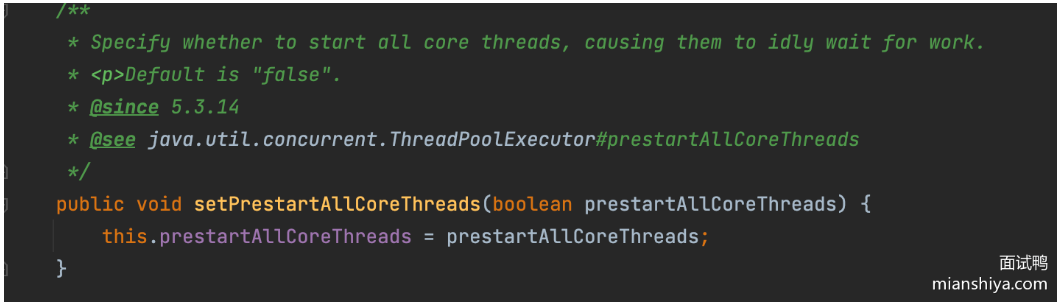 /**
 * Specify whether to start all core threads, causing them to idly wait for work.
 * <p>Default is "false".
 * @since 5.3.14
 * @see java.util.concurrent.ThreadPoolExecutor#prestartAllCoreThreads
 */
public void setPrestartAllCoreThreads(boolean prestartAllCoreThreads) {
    this.prestartAllCoreThreads = prestartAllCoreThreads;
}
面试鸭
mianshiya.com